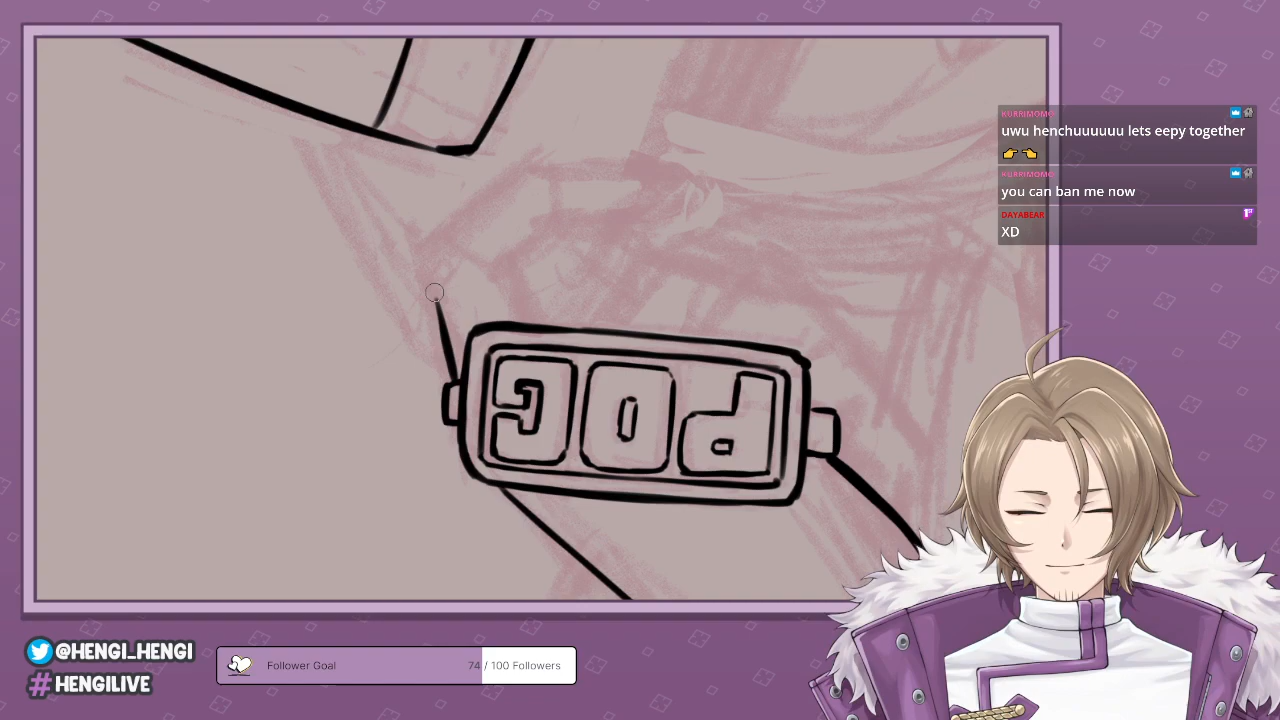 KURRIMOMO
uwu henchuuuuuu lets eepy together
👉 👈
KURRIMOMO
you can ban me now
DAYABEAR
XD
POG
@HENGI_HENGI
# HENGILIVE
Follower Goal
74 / 100 Followers